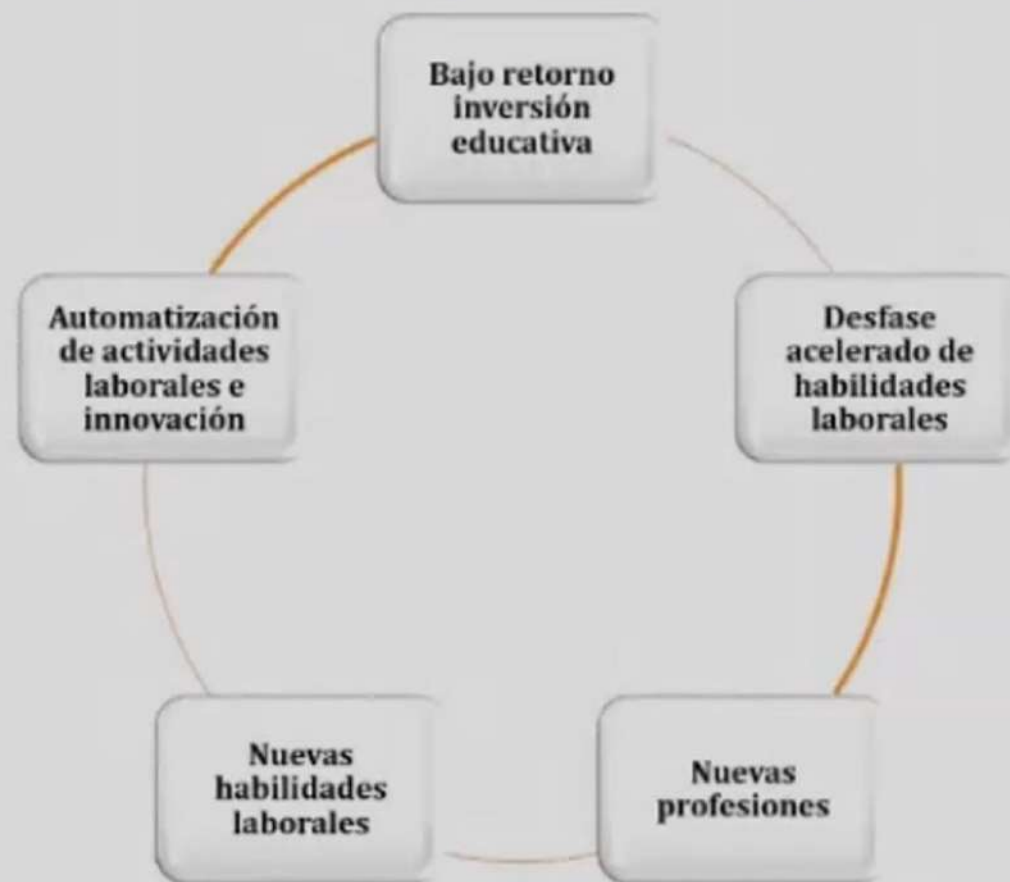 Bajo retorno
inversión
educativa
Desfase
acelerado de
habilidades
laborales
Nuevas
profesiones
Nuevas
habilidades
laborales
Automatización
de actividades
laborales e
innovación